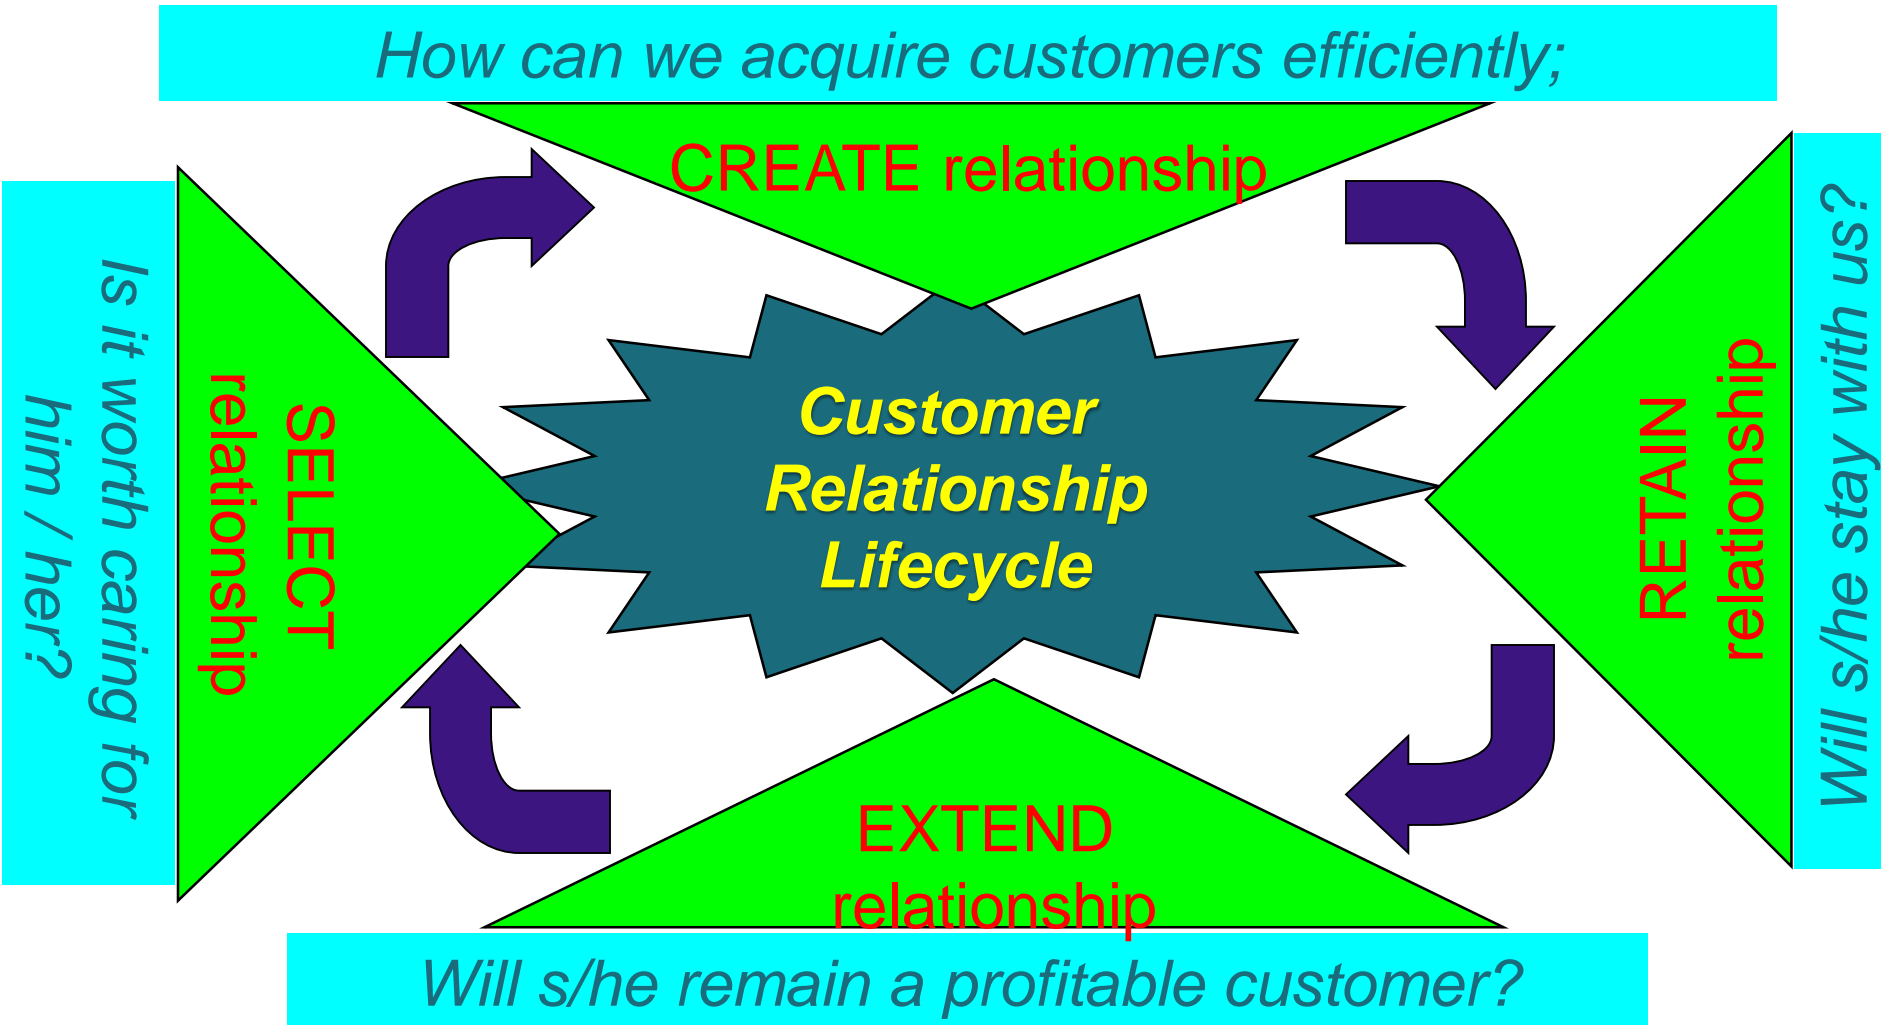 How can we acquire customers efficiently;
CREATE relationship
Is it worth caring for
him / her?
SELECT
relationship
Customer
Relationship
Lifecycle
RETAIN
relationship
Will s/he stay with us?
EXTEND
relationship
Will s/he remain a profitable customer?